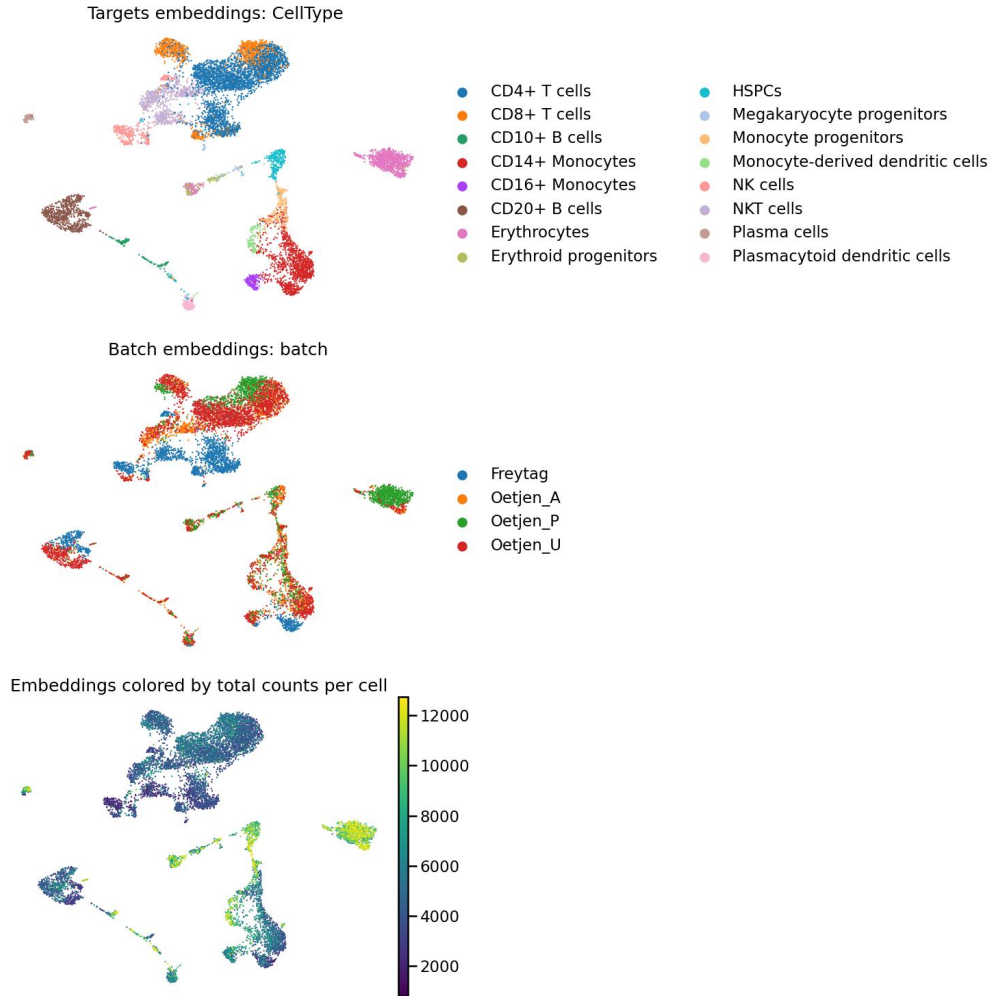 Targets embeddings: CellType
CD4+ T cells
CD8+ T cells
CD10+ B cells
CD14+ Monocytes
CD16+ Monocytes
CD20+ B cells
Erythrocytes
Erythroid progenitors
HSPCs
Megakaryocyte progenitors
Monocyte progenitors
Monocyte-derived dendritic cells
NK cells
NKT cells
Plasma cells
Plasmacytoid dendritic cells
Batch embeddings: batch
Freytag
Oetjen_A
Oetjen_P
Oetjen_U
Embeddings colored by total counts per cell
12000
10000
8000
6000
4000
2000